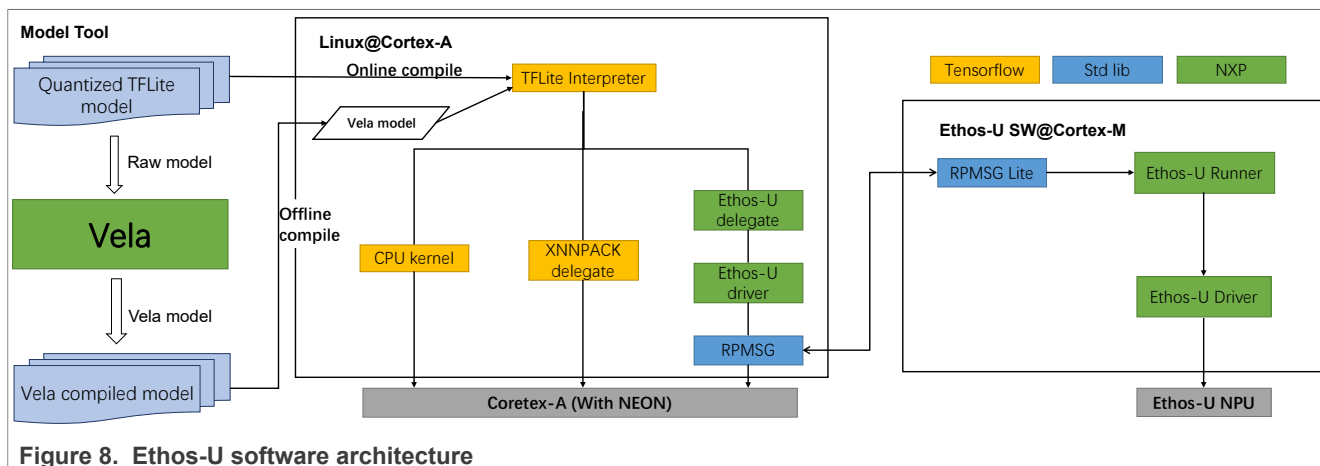 Model Tool
Quantized TFLite
model
Raw model
Vela
Vela model
Vela compiled model
Offline
compile
Linux@Cortex-A
Online compile
TFLite Interpreter
Vela model
CPU kernel
XNNPACK
delegate
Ethos-U
delegate
Ethos-U
driver
RPMSG
Coretex-A (With NEON)
Tensorflow
Std lib
NXP
Ethos-U SW@Cortex-M
RPMSG Lite
Ethos-U Runner
Ethos-U Driver
Ethos-U NPU
Figure 8. Ethos-U software architecture